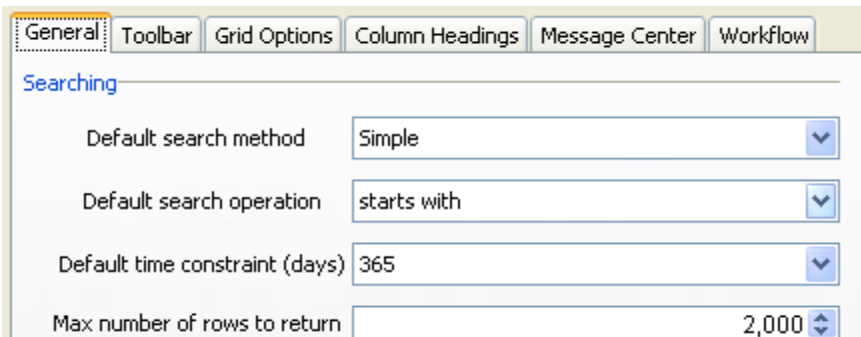 General Toolbar Grid Options Column Headings Message Center Workflow
Searching
Default search method Simple
Default search operation starts with
Default time constraint (days) 365
Max number of rows to return 2,000